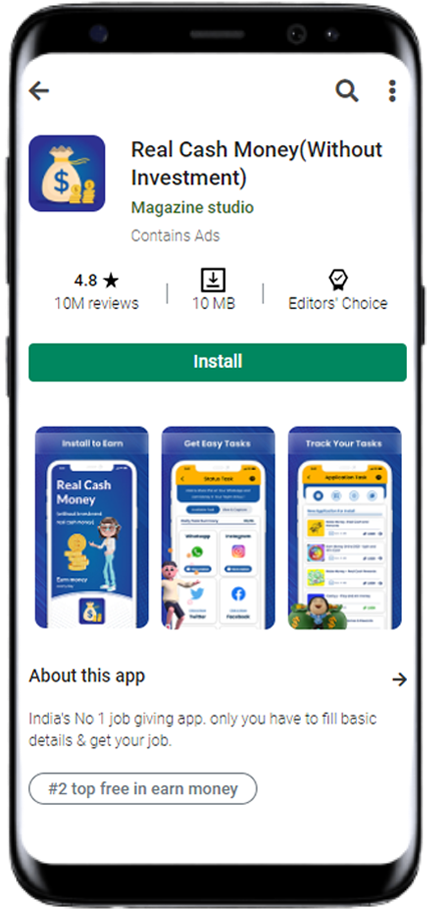 Real Cash Money(Without
Investment)
Magazine studio
Contains Ads
4.8 ★
10M reviews
10 MB
Editors' Choice
Install
Install to Earn
Real Cash
Money
Earn money
Get Easy Tasks
Status Task
Whatsapp
Instagram
Twitter
Facebook
Track Your Tasks
Application Task
About this app
India's No 1 job giving app. only you have to fill basic
details & get your job.
#2 top free in earn money